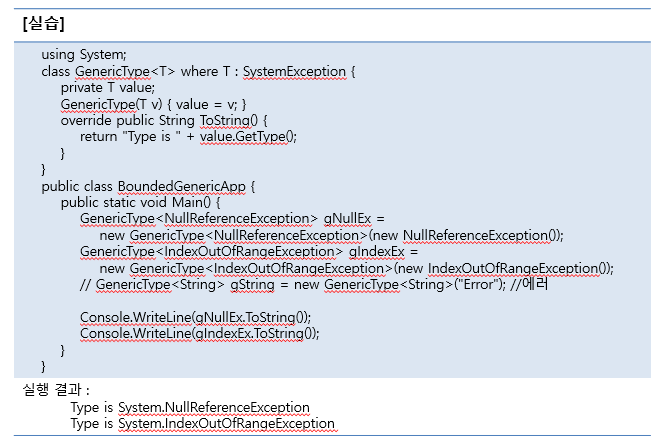 [실습]
using System;
class GenericType<T> where T : SystemException {
private T value;
GenericType(T v) { value = v; }
override public String ToString() {
return "Type is " + value.GetType();
}
}
public class BoundedGenericApp {
public static void Main() {
GenericType<NullReferenceException> gNullEx =
new GenericType<NullReferenceException>(new NullReferenceException());
GenericType<IndexOutOfRangeException> gIndexEx =
new GenericType<IndexOutOfRangeException>(new IndexOutOfRangeException());
// GenericType<String> gString = new GenericType<String>("Error"); //에러
Console.WriteLine(gNullEx.ToString());
Console.WriteLine(gIndexEx.ToString());
}
}
실행 결과 :
Type is System.NullReferenceException
Type is System.IndexOutOfRangeException